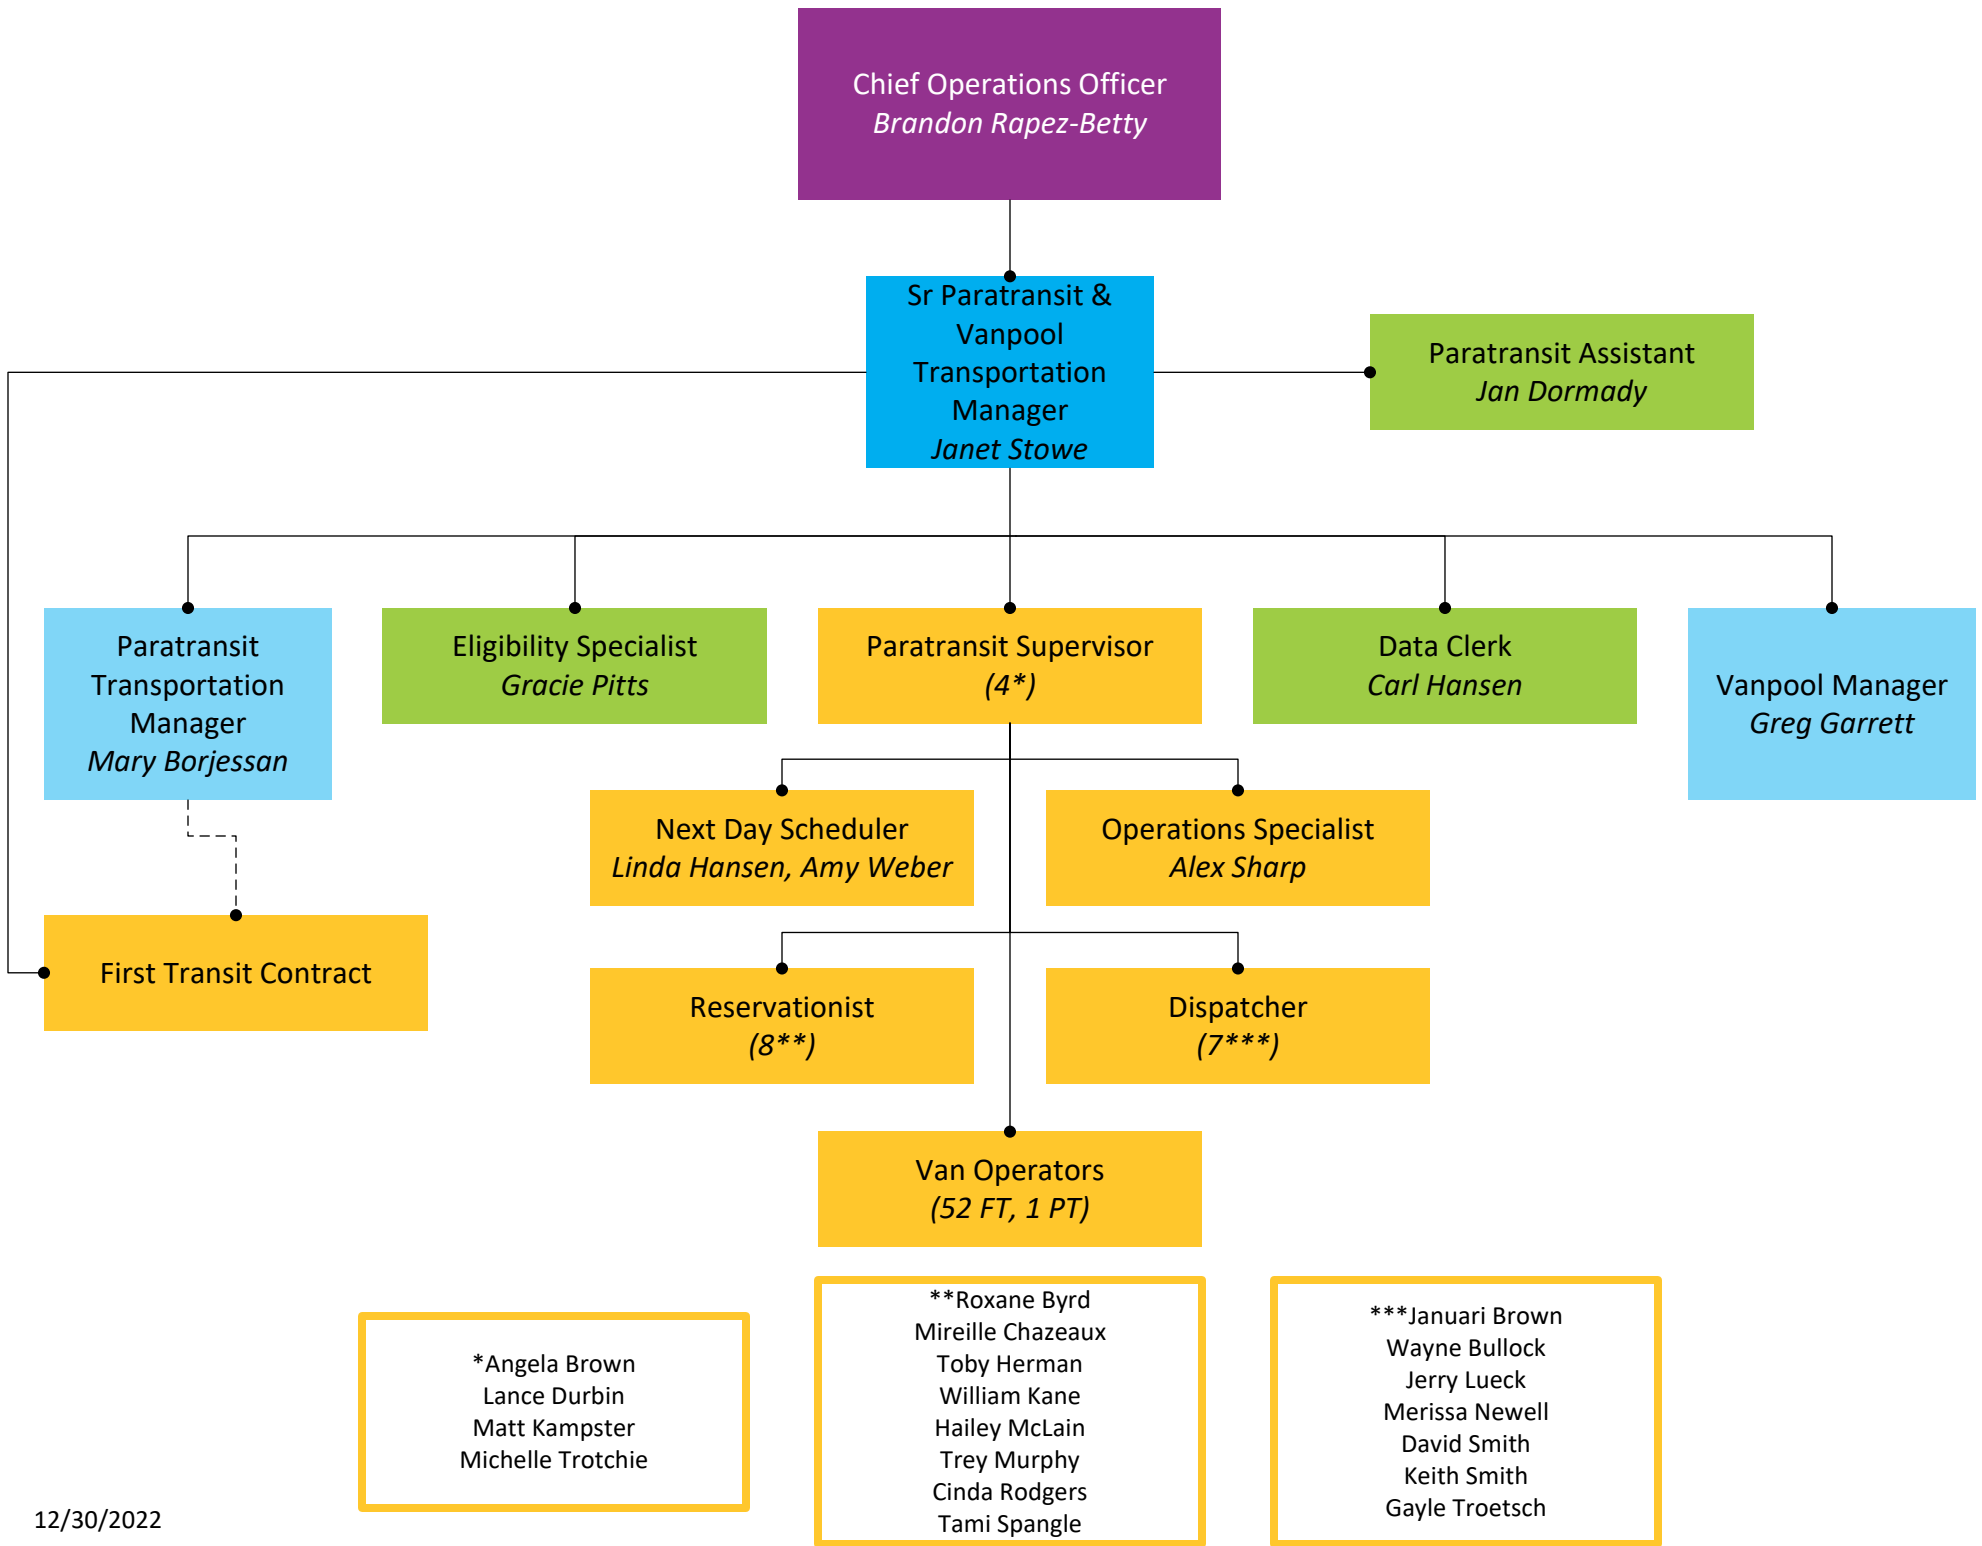 Chief Operations Officer
Brandon Rapez-Betty
Sr Paratransit &
Vanpool
Transportation
Manager
Janet Stowe
Paratransit Assistant
Jan Dormady
Paratransit
Transportation
Manager
Mary Borjessan
Eligibility Specialist
Gracie Pitts
Paratransit Supervisor
(4*)
Data Clerk
Carl Hansen
Vanpool Manager
Greg Garrett
Next Day Scheduler
Linda Hansen, Amy Weber
Operations Specialist
Alex Sharp
First Transit Contract
Reservationist
(8**)
Dispatcher
(7***)
Van Operators
(52 FT, 1 PT)
*Angela Brown
Lance Durbin
Matt Kampster
Michelle Trotchie
**Roxane Byrd
Mireille Chazeaux
Toby Herman
William Kane
Hailey McLain
Trey Murphy
Cinda Rodgers
Tami Spangle
***Januari Brown
Wayne Bullock
Jerry Lueck
Merissa Newell
David Smith
Keith Smith
Gayle Troetsch
12/30/2022